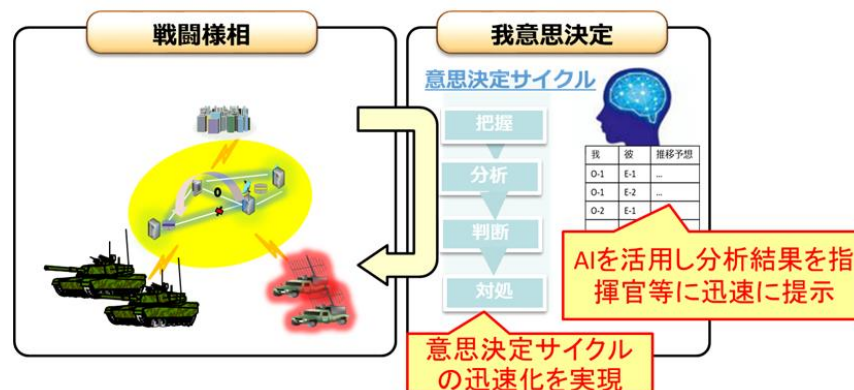 戦闘様相
我意思決定
意思決定サイクル
把握
分析
判断
対処
我 彼 推移予想
O-1 E-1 ...
O-1 E-2 ...
O-2 E-1
AIを活用し分析結果を指
揮官等に迅速に提示
意思決定サイクル
の迅速化を実現